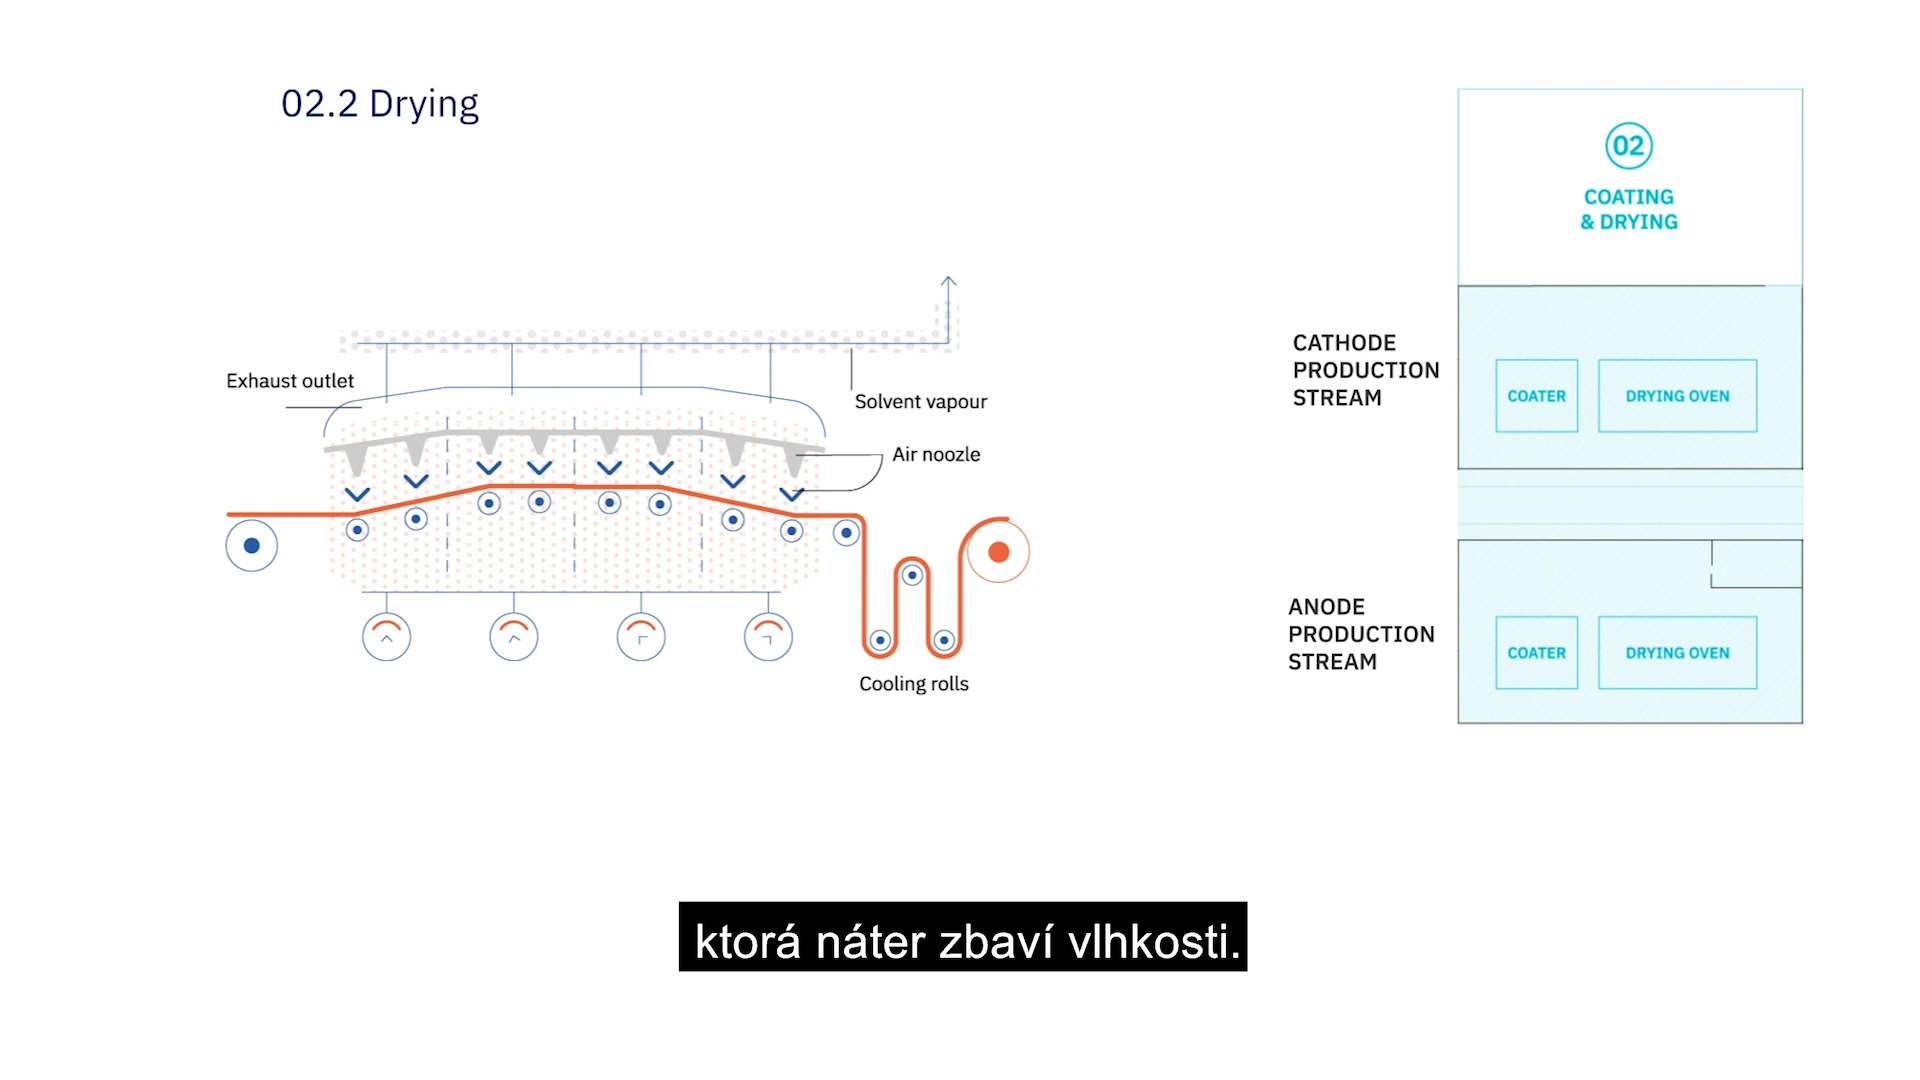 02.2 Drying
Exhaust outlet
Solvent vapour
Air noozle
Cooling rolls
02
COATING
& DRYING
CATHODE
PRODUCTION
STREAM
COATER
DRYING OVEN
ANODE
PRODUCTION
STREAM
COATER
DRYING OVEN
ktorá náter zbaví vlhkosti.